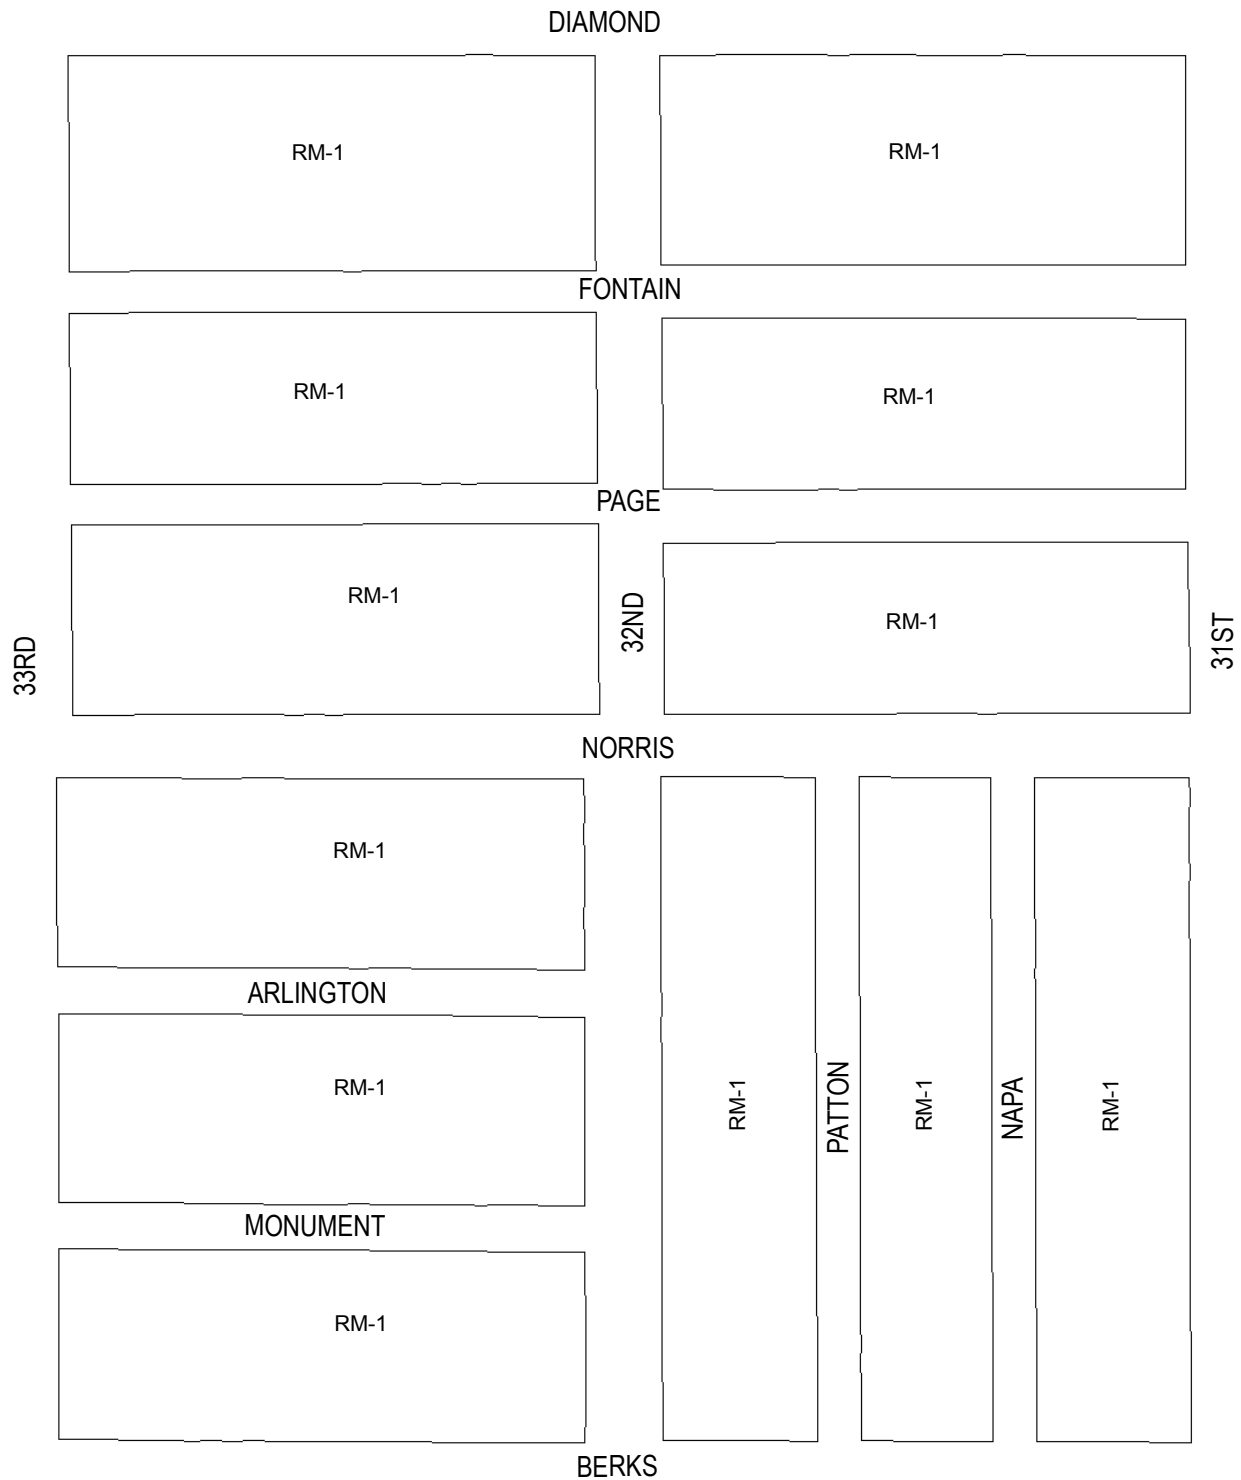 DIAMOND
RM-1
RM-1
FONTAIN
RM-1
RM-1
PAGE
RM-1
RM-1
33RD
32ND
31ST
NORRIS
RM-1
ARLINGTON
RM-1
MONUMENT
RM-1
RM-1
PATTON
RM-1
NAPA
RM-1
BERKS